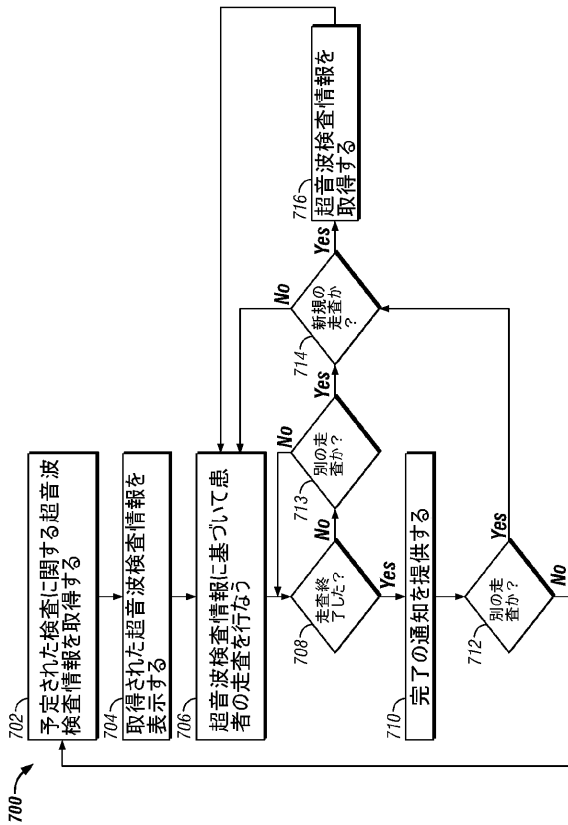 700
702
予定された検査に関する超音波
検査情報を取得する
704
取得された超音波検査情報を
表示する
706
超音波検査情報に基づいて患
者の走査を行なう
708
走査終
了した?
No
Yes
713
別の走
査か?
No
Yes
714
新規の
走査か
?
No
Yes
716
超音波検査情報を
取得する
710
完了の通知を提供する
712
別の走
査か?
Yes
No